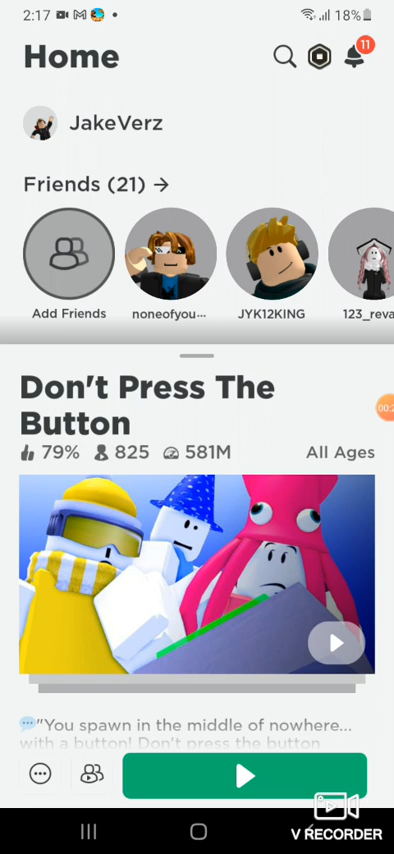 2:17 18%
Home 11
JakeVerz
Friends (21) →
Add Friends noneofyou... JYK12KING 123_reva
Don't Press The
Button
79% 825 581M All Ages
"You spawn in the middle of nowhere...
with a button! Don't press the button
V RECORDER